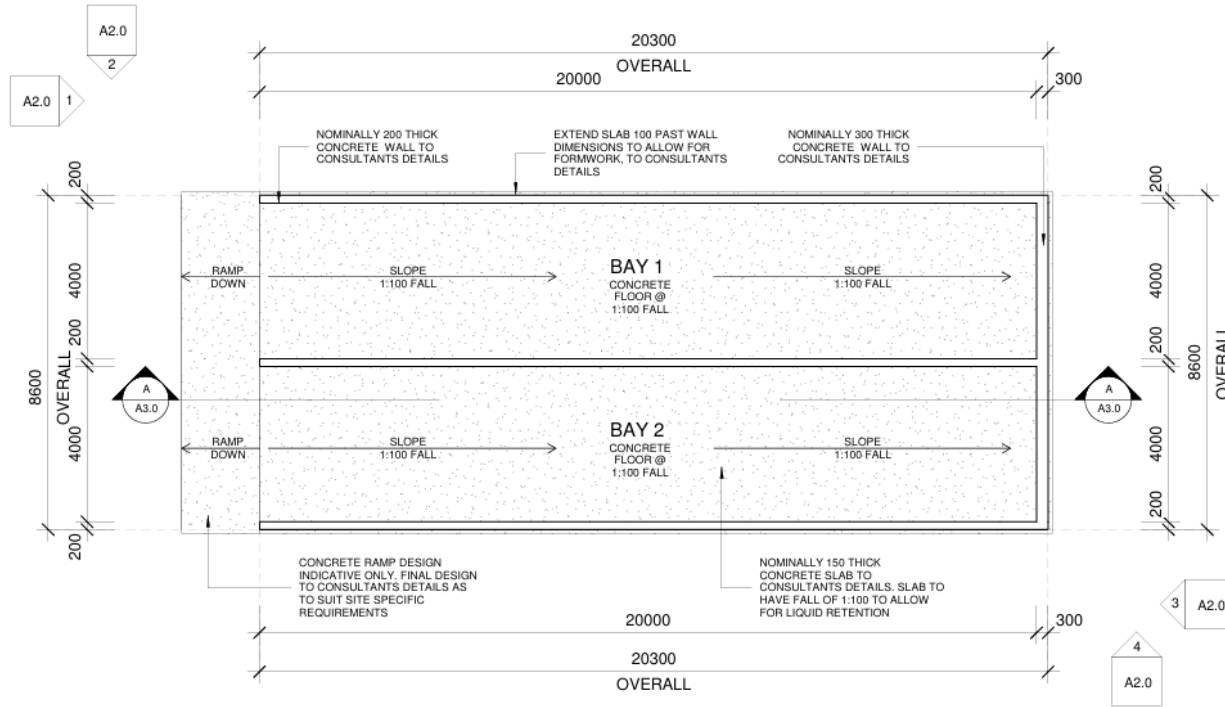 A2.0
2
A2.0
1
20300
OVERALL
20000
300
NOMINALLY 200 THICK
CONCRETE WALL TO
CONSULTANTS DETAILS
EXTEND SLAB 100 PAST WALL
DIMENSIONS TO ALLOW FOR
FORMWORK, TO CONSULTANTS
DETAILS
NOMINALLY 300 THICK
CONCRETE WALL TO
CONSULTANTS DETAILS
200
4000
200
4000
200
8600
OVERALL
RAMP
DOWN
SLOPE
1:100 FALL
BAY 1
CONCRETE
FLOOR @
1:100 FALL
SLOPE
1:100 FALL
200
4000
200
4000
200
8600
OVERALL
A
A3.0
A
A3.0
RAMP
DOWN
SLOPE
1:100 FALL
BAY 2
CONCRETE
FLOOR @
1:100 FALL
SLOPE
1:100 FALL
CONCRETE RAMP DESIGN
INDICATIVE ONLY. FINAL DESIGN
TO CONSULTANTS DETAILS AS
TO SUIT SITE SPECIFIC
REQUIREMENTS
NOMINALLY 150 THICK
CONCRETE SLAB TO
CONSULTANTS DETAILS. SLAB TO
HAVE FALL OF 1:100 TO ALLOW
FOR LIQUID RETENTION
3
A2.0
20000
300
20300
OVERALL
4
A2.0